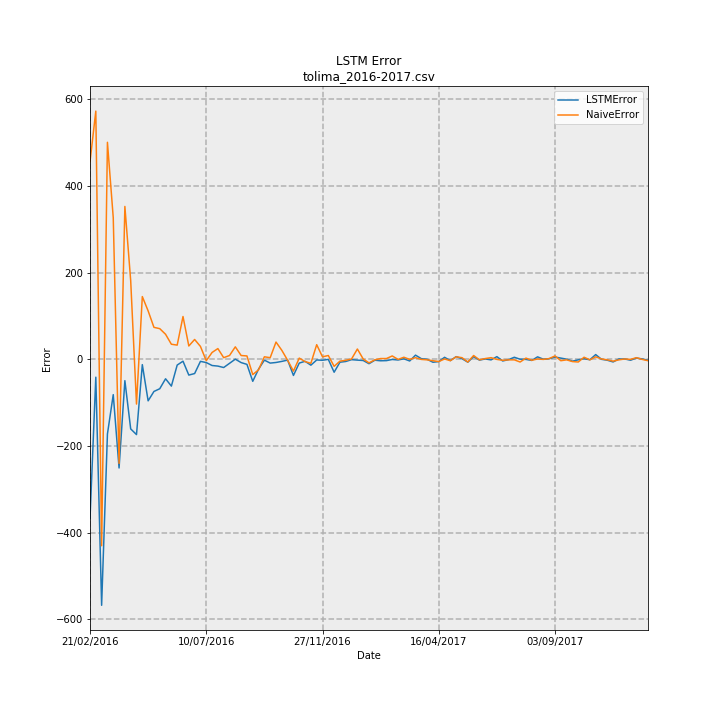 LSTM Error
tolima_2016-2017.csv
LSTMError
NaiveError
600
400
200
0
−200
−400
−600
Error
21/02/2016 10/07/2016 27/11/2016 16/04/2017 03/09/2017
Date